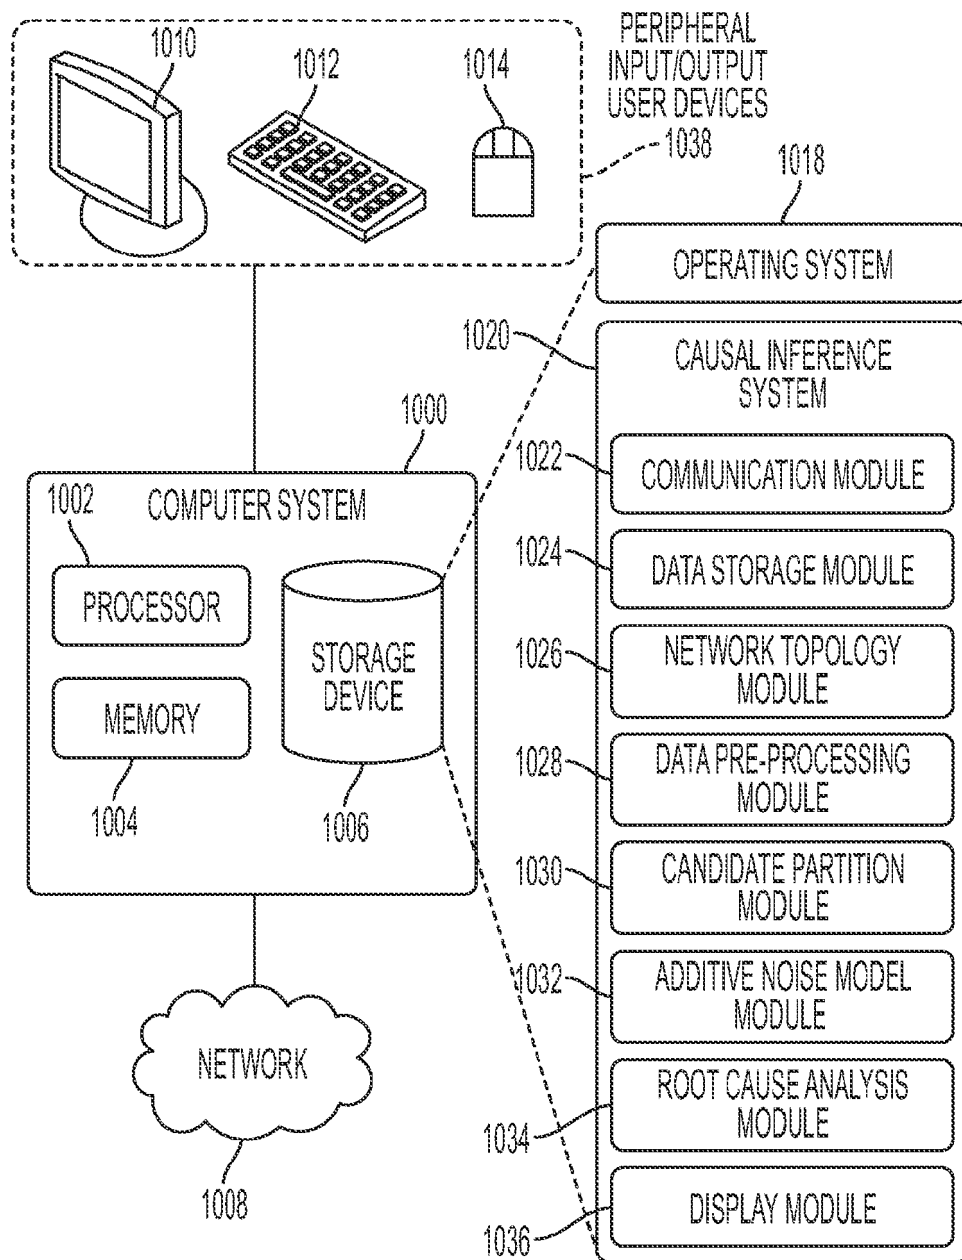 1010
1012
1014
PERIPHERAL
INPUT/OUTPUT
USER DEVICES
1038
1018
OPERATING SYSTEM
1020
CAUSAL INFERENCE
SYSTEM
1000
COMPUTER SYSTEM
1002
PROCESSOR
MEMORY
1004
STORAGE
DEVICE
1006
NETWORK
1008
1022
COMMUNICATION MODULE
1024
DATA STORAGE MODULE
1026
NETWORK TOPOLOGY
MODULE
1028
DATA PRE-PROCESSING
MODULE
1030
CANDIDATE PARTITION
MODULE
1032
ADDITIVE NOISE MODEL
MODULE
1034
ROOT CAUSE ANALYSIS
MODULE
1036
DISPLAY MODULE